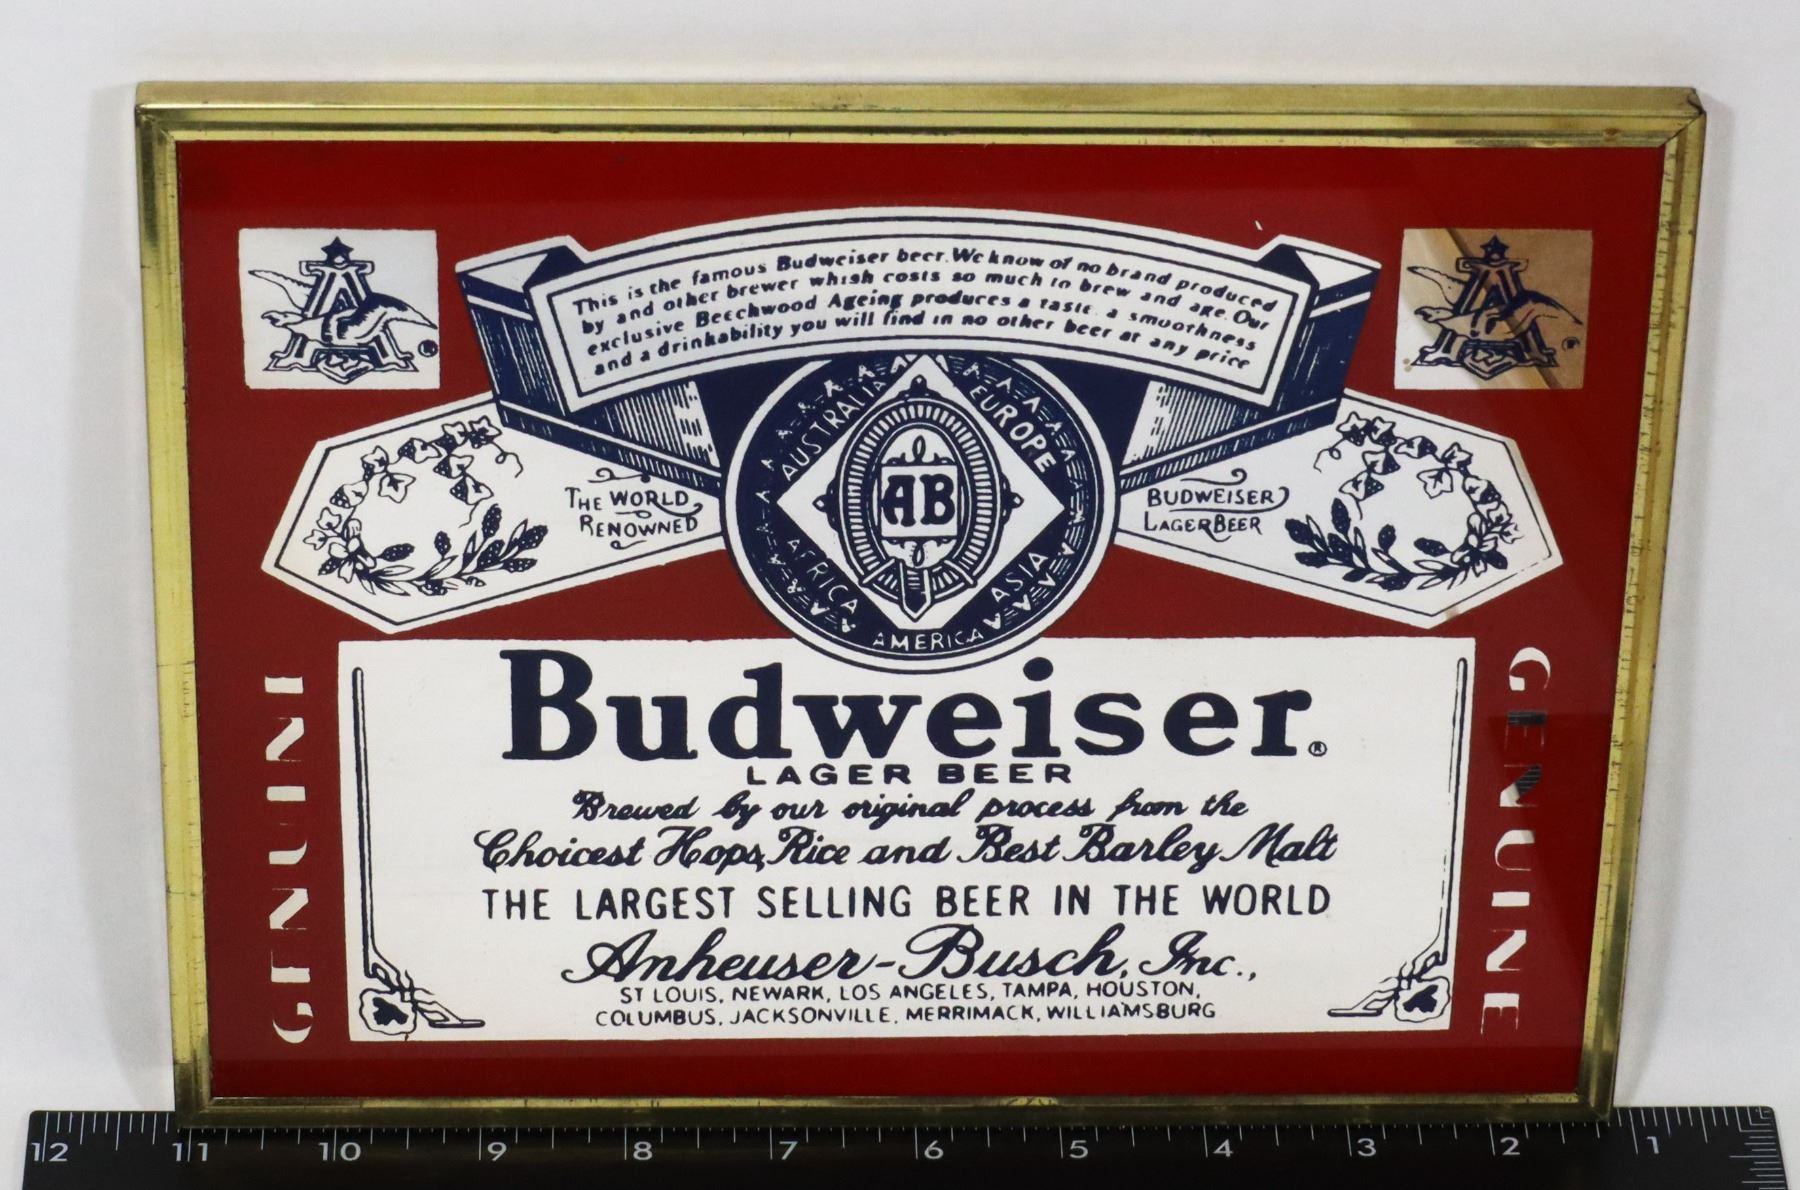 This is the famous Budweiser beer. We know of no brand produced
by and other brewer whish costs so much to brew and age. Our
exclusive Beechwood Ageing produces a taste. a smoothness
and a drinkability you will find in no other beer at any price
AUSTRALIA
EUROPE
AB
THE WORLD
RENOWNED
BUDWEISER
LAGER BEER
AFRICA
ASIA
AMERICA
GENUINE
GENUINE
Budweiser®
LAGER BEER
Brewed by our original process from the
Choicest Hops, Rice and Best Barley Malt
THE LARGEST SELLING BEER IN THE WORLD
Anheuser-Busch, Inc.,
ST LOUIS, NEWARK, LOS ANGELES, TAMPA, HOUSTON,
COLUMBUS, JACKSONVILLE, MERRIMACK, WILLIAMSBURG
12 11 10 9 8 7 6 5 4 3 2 1